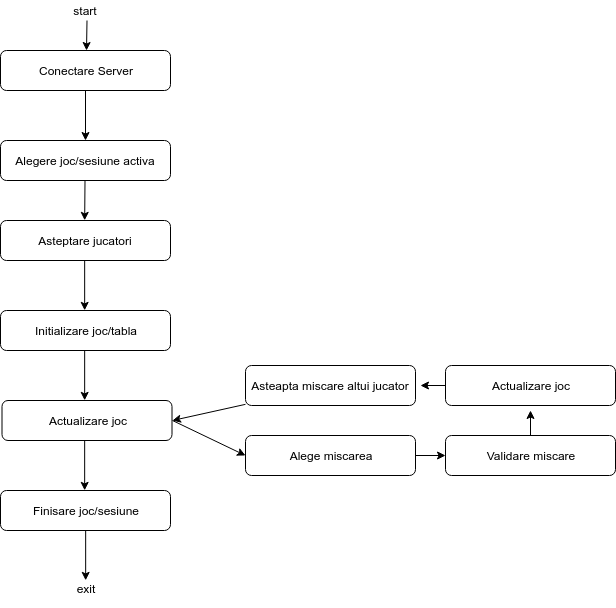 start
Conectare Server
Alegere joc/sesiune activa
Asteptare jucatori
Initializare joc/tabla
Asteapta miscare altui jucator
Actualizare joc
Actualizare joc
Alege miscarea
Validare miscare
Finisare joc/sesiune
exit